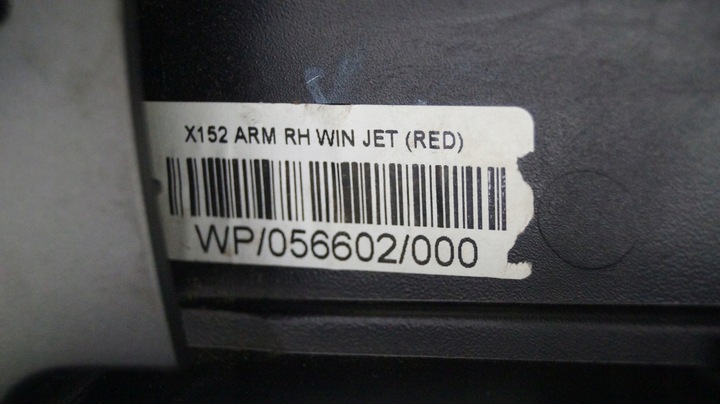 X152 ARM RH WIN JET (RED)
WP/056602/000